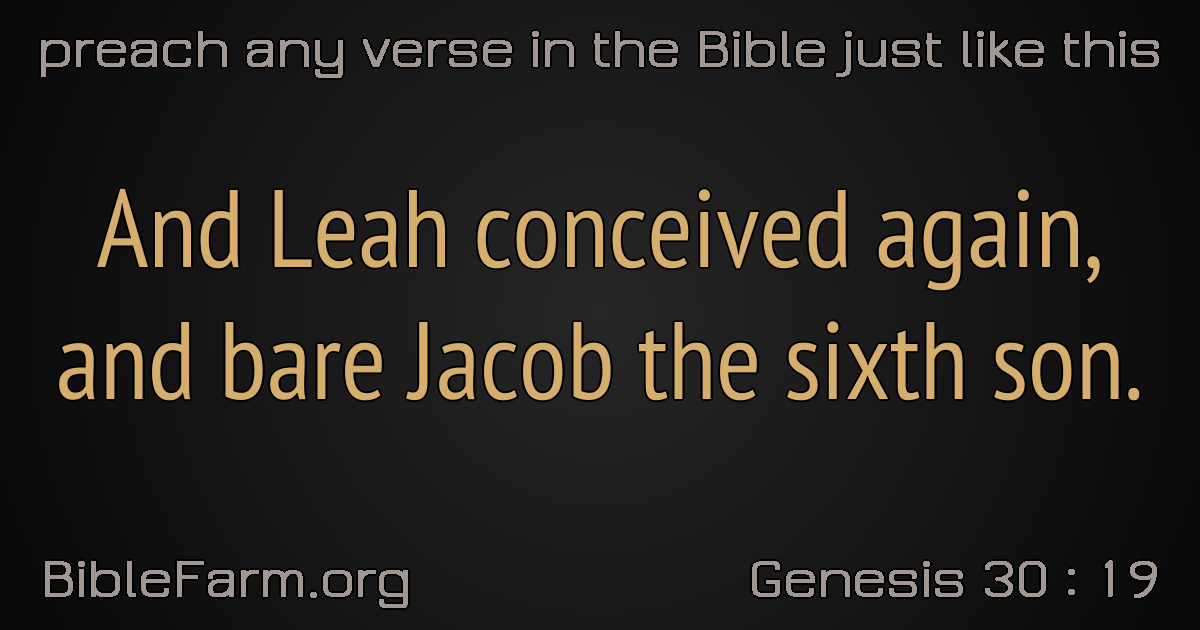 preach any verse in the Bible just like this
And Leah conceived again,
and bare Jacob the sixth son.
BibleFarm.org
Genesis 30 : 19